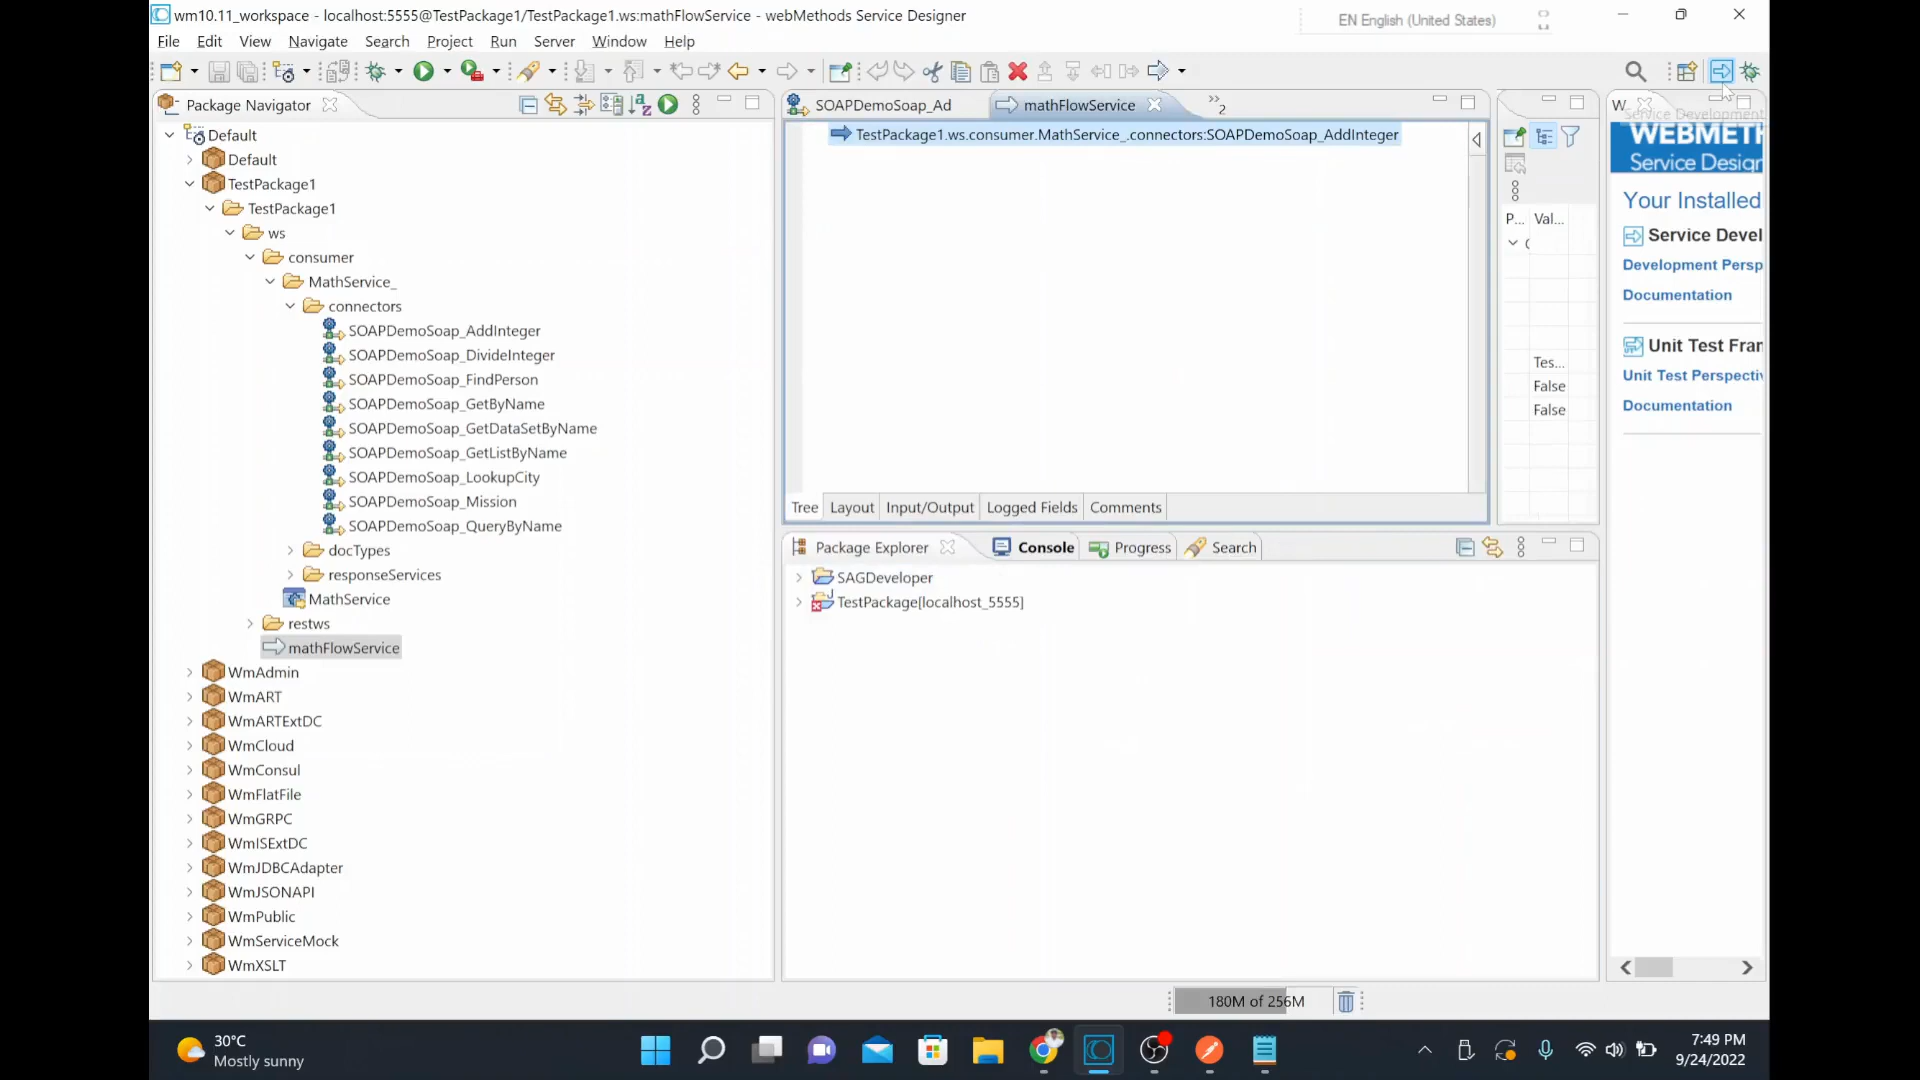 wm10.11_workspace - localhost:5555@TestPackage1/TestPackage1.ws:mathFlowService - webMethods Service Designer
EN English (United States)
File Edit View Navigate Search Project Run Server Window Help
Package Navigator
Default
Default
TestPackage1
TestPackage1
ws
consumer
MathService_
connectors
SOAPDemoSoap_AddInteger
SOAPDemoSoap_DivideInteger
SOAPDemoSoap_FindPerson
SOAPDemoSoap_GetByName
SOAPDemoSoap_GetDataSetByName
SOAPDemoSoap_GetListByName
SOAPDemoSoap_LookupCity
SOAPDemoSoap_Mission
SOAPDemoSoap_QueryByName
docTypes
responseServices
MathService
restws
mathFlowService
WmAdmin
WmART
WmARTExtDC
WmCloud
WmConsul
WmFlatFile
WmGRPC
WmISExtDC
WmJDBCAdapter
WmJSONAPI
WmPublic
WmServiceMock
WmXSLT
SOAPDemoSoap_Ad
mathFlowService
2
TestPackage1.ws.consumer.MathService_.connectors:SOAPDemoSoap_AddInteger
Tree Layout Input/Output Logged Fields Comments
Package Explorer Console Progress Search
SAGDeveloper
TestPackage[localhost_5555]
P... Val...
Tes...
False
False
W
Service Development
WEBMETH
Service Design
Your Installed
Service Devel
Development Persp
Documentation
Unit Test Fran
Unit Test Perspectiv
Documentation
180M of 256M
30°C
Mostly sunny
7:49 PM
9/24/2022